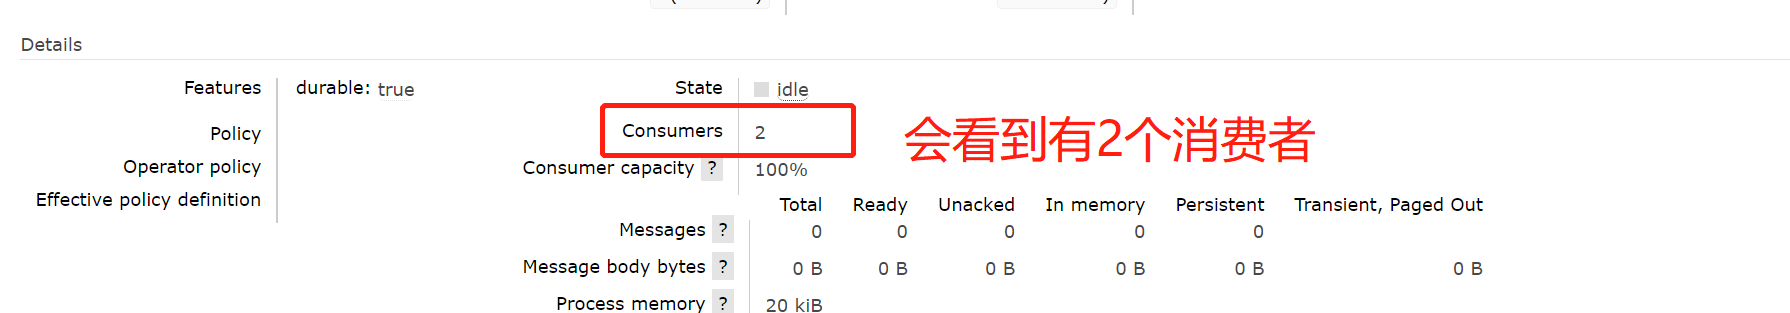 Details
Features durable: true State idle
Consumers 2 会看到有2个消费者
Policy
Operator policy Consumer capacity ? 100%
Effective policy definition
Total Ready Unacked In memory Persistent Transient, Paged Out
Messages ? 0 0 0 0 0
Message body bytes ? 0 B 0 B 0 B 0 B 0 B 0 B
Process memory ? 20 kiB